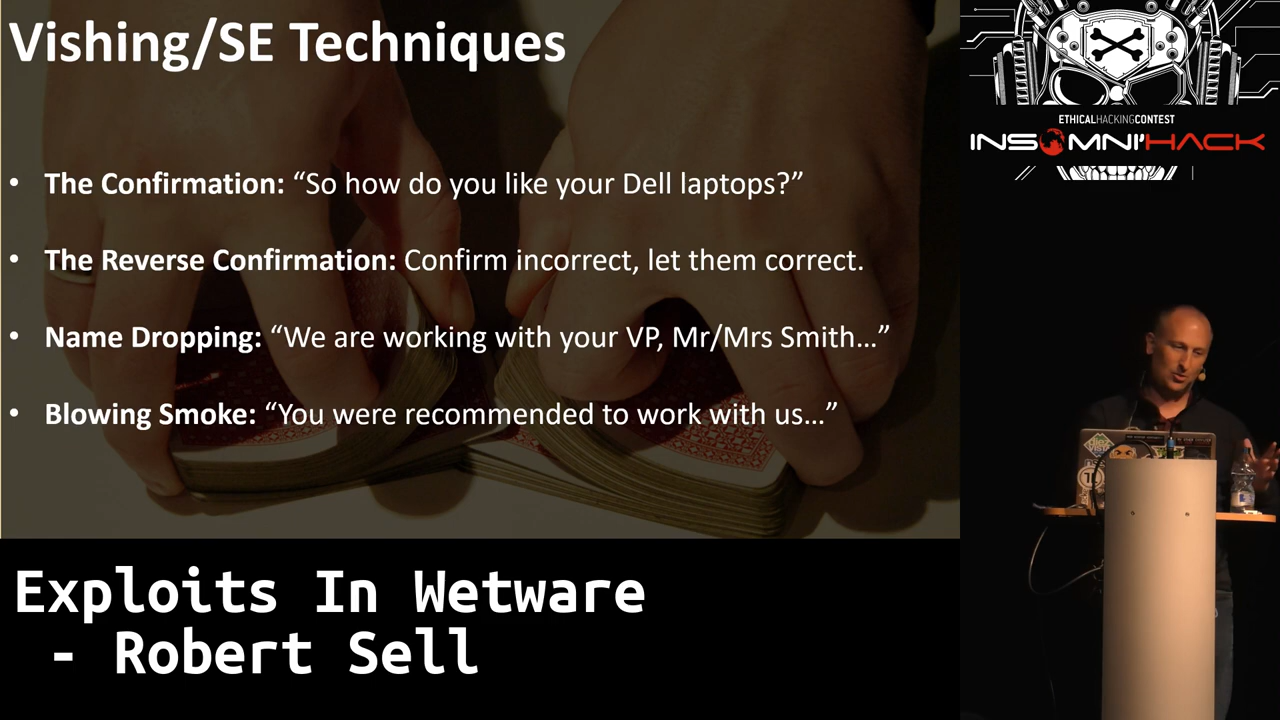 Vishing/SE Techniques
• The Confirmation: “So how do you like your Dell laptops?”
• The Reverse Confirmation: Confirm incorrect, let them correct.
• Name Dropping: “We are working with your VP, Mr/Mrs Smith…”
• Blowing Smoke: “You were recommended to work with us…”
ETHICALHACKINGCONTEST
INSOMNI'HACK
Exploits In Wetware
- Robert Sell